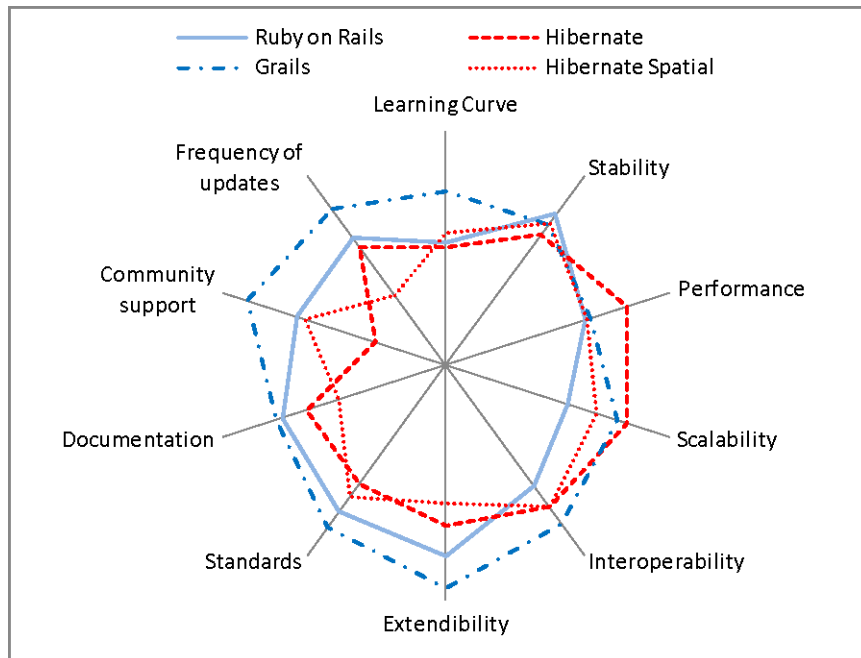 Ruby on Rails
Hibernate
Grails
Hibernate Spatial
Learning Curve
Frequency of
updates
Stability
Community
support
Performance
Documentation
Scalability
Standards
Interoperability
Extendibility